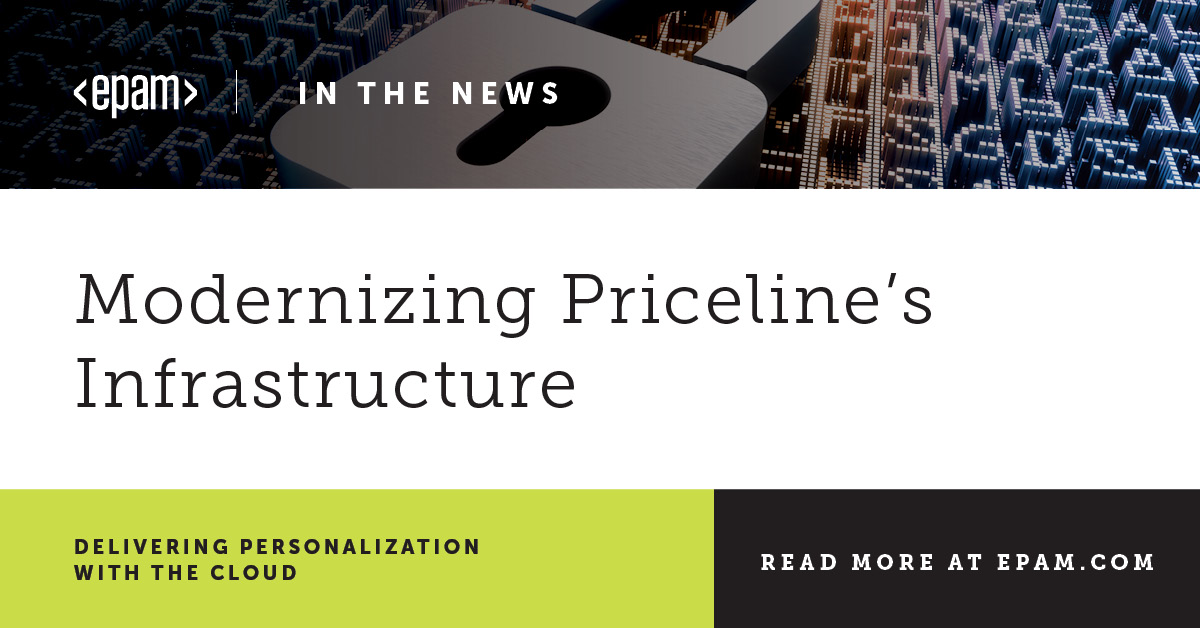 <epam> IN THE NEWS
Modernizing Priceline’s
Infrastructure
DELIVERING PERSONALIZATION
WITH THE CLOUD
READ MORE AT EPAM.COM